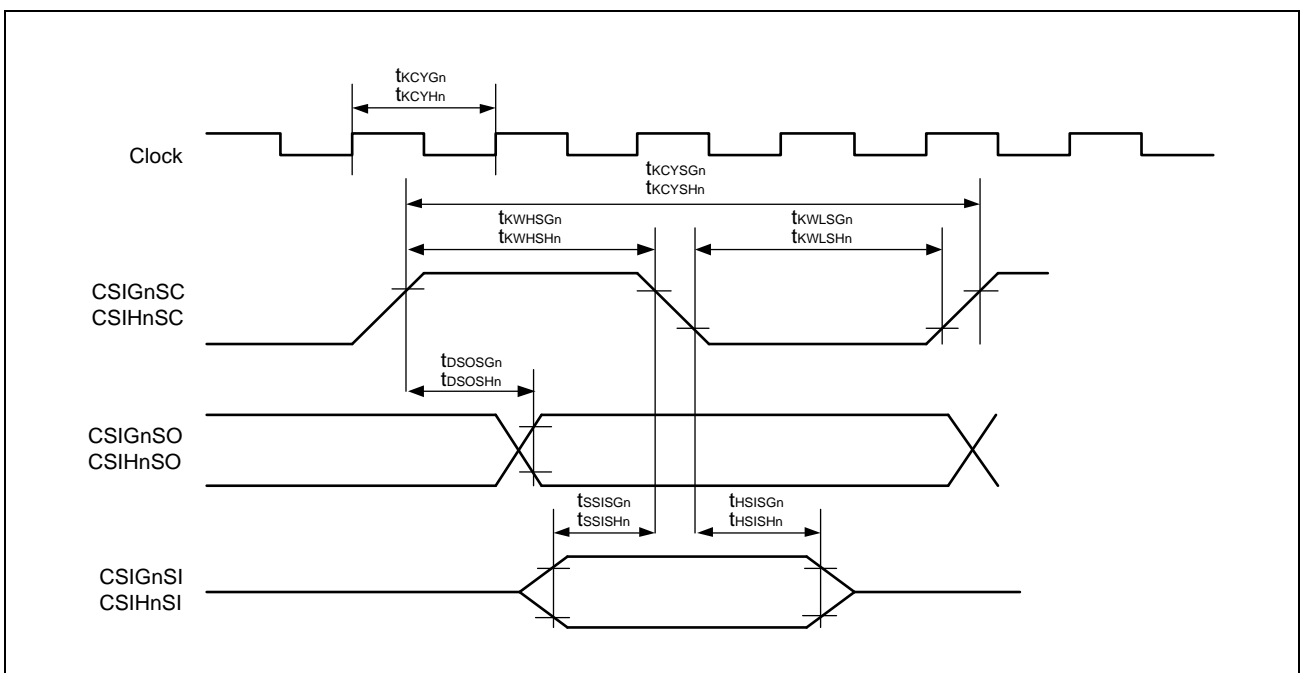 tKCYGn
tKCYHn
Clock
tKCYSGn
tKCYSHn
tKWHSGn
tKWHSHn
tKWLSGn
tKWLSHn
CSIGnSC
CSIHnSC
tDSOSGn
tDSOSHn
CSIGnSO
CSIHnSO
tSSISGn
tSSISHn
tHSISGn
tHSISHn
CSIGnSI
CSIHnSI